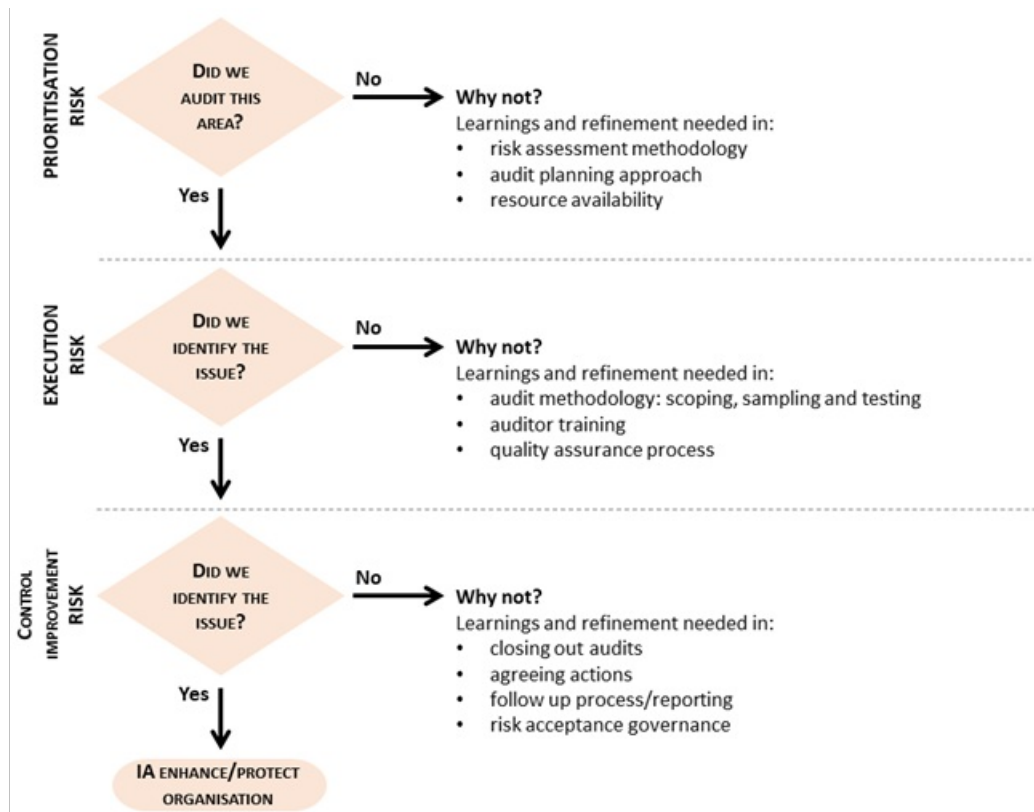 PRIORITISATION
RISK
DID WE
AUDIT THIS
AREA?
No
Why not?
Learnings and refinement needed in:
• risk assessment methodology
• audit planning approach
• resource availability
Yes
EXECUTION
RISK
DID WE
IDENTIFY THE
ISSUE?
No
Why not?
Learnings and refinement needed in:
• audit methodology: scoping, sampling and testing
• auditor training
• quality assurance process
Yes
CONTROL
IMPROVEMENT
RISK
DID WE
IDENTIFY THE
ISSUE?
No
Why not?
Learnings and refinement needed in:
• closing out audits
• agreeing actions
• follow up process/reporting
• risk acceptance governance
Yes
IA ENHANCE/PROTECT
ORGANISATION